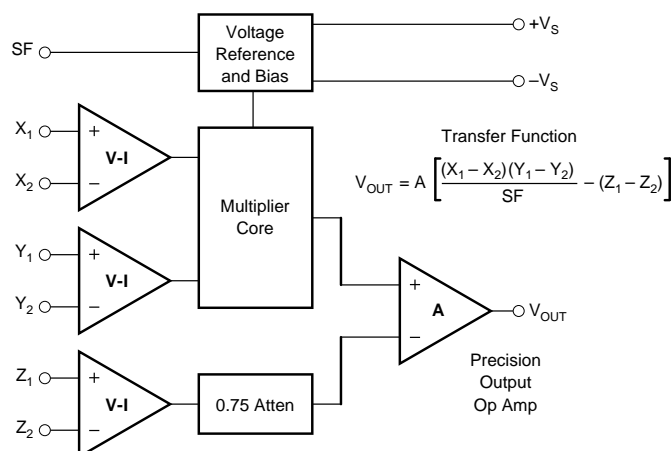 SF
Voltage
Reference
and Bias
+VS
−VS
X1
+
V-I
X2
−
Multiplier
Core
Transfer Function
VOUT = A [ (X1 − X2)(Y1 − Y2) / SF − (Z1 − Z2) ]
Y1
+
V-I
Y2
−
+
A
−
VOUT
Z1
+
V-I
Z2
−
0.75 Atten
Precision
Output
Op Amp